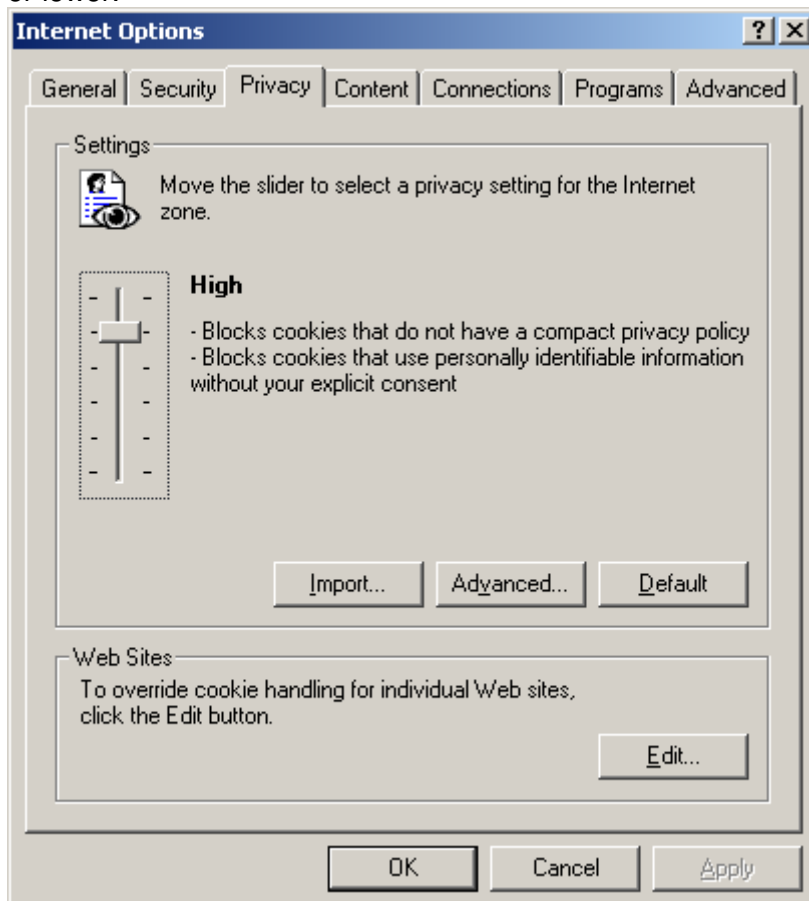 Internet Options
General Security Privacy Content Connections Programs Advanced
Settings
Move the slider to select a privacy setting for the Internet
zone.
High
- Blocks cookies that do not have a compact privacy policy
- Blocks cookies that use personally identifiable information
without your explicit consent
Import... Advanced... Default
Web Sites
To override cookie handling for individual Web sites,
click the Edit button.
Edit...
OK Cancel Apply